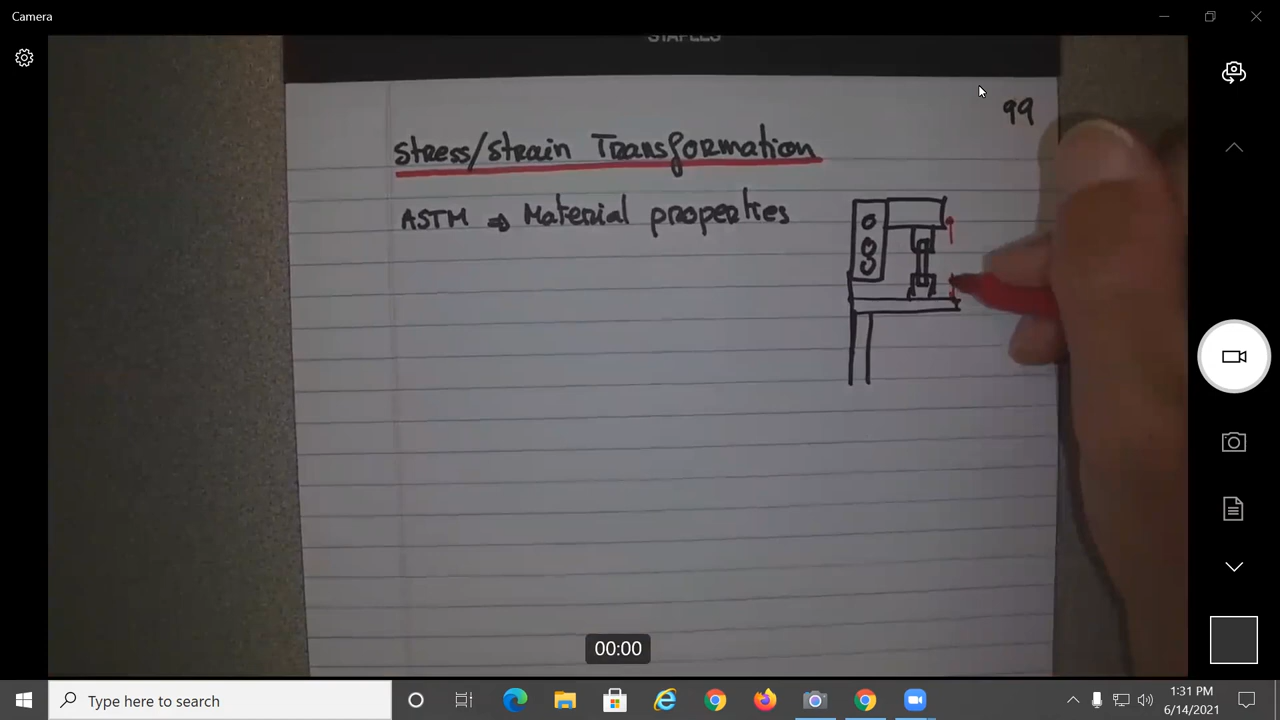 Camera
STAPLES
99
Stress/Strain Transformation
ASTM ⇒ Material properties
00:00
Type here to search
1:31 PM
6/14/2021